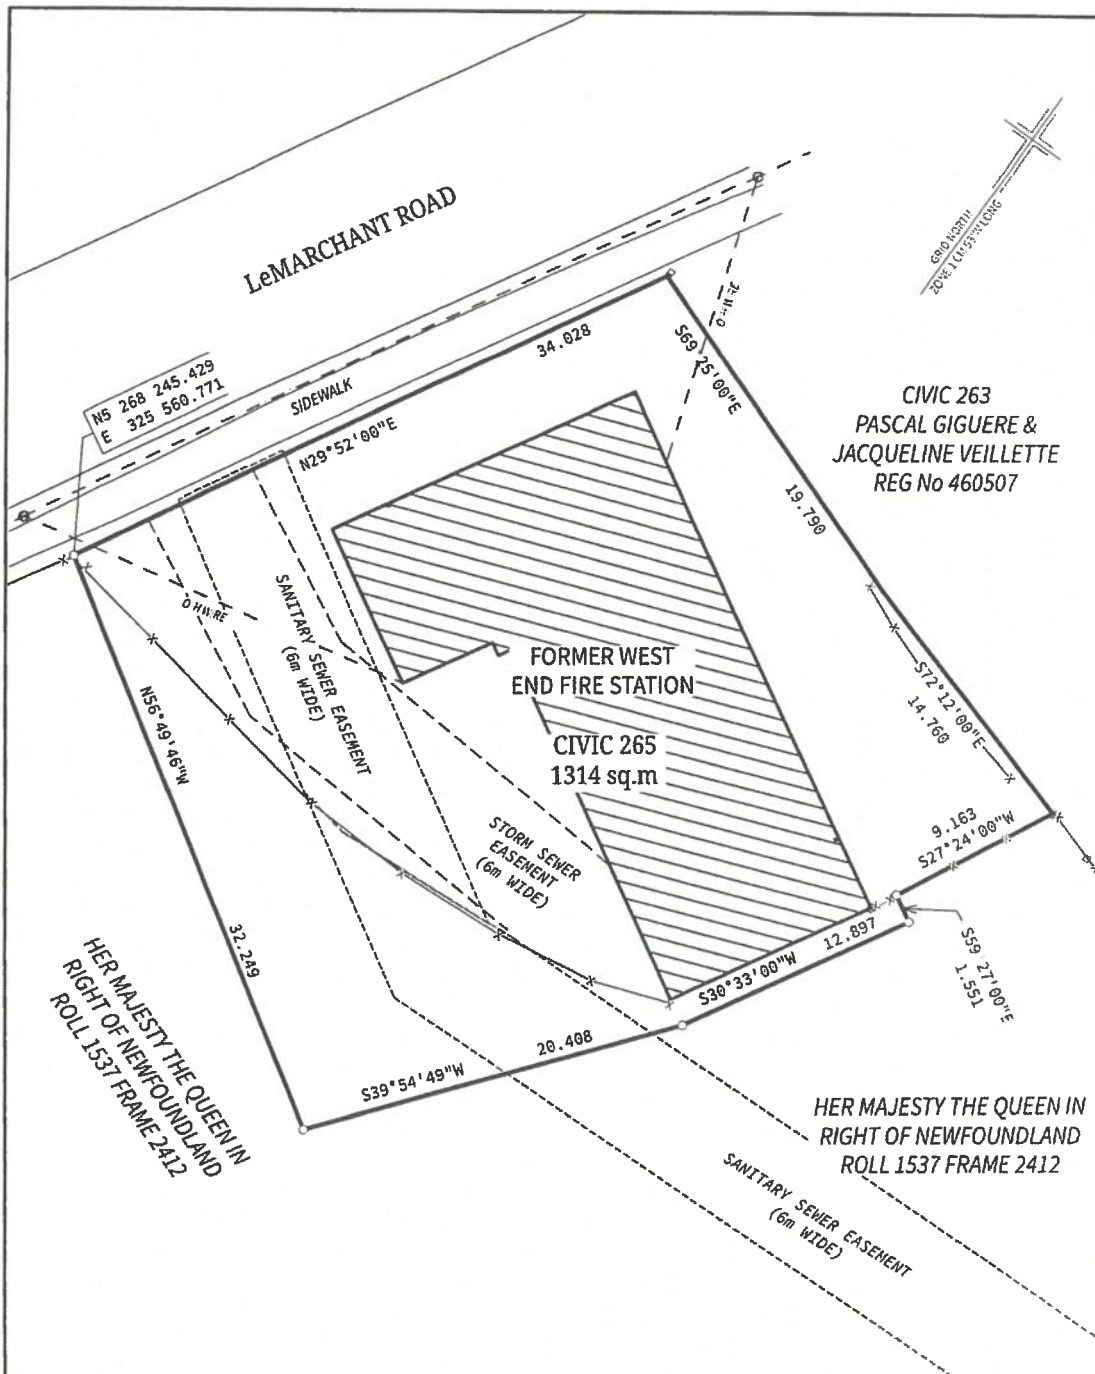 LeMARCHANT ROAD
GRID NORTH
N5 268 245.429
E 325 560.771
SIDEWALK
34.028
N29°52'00"E
O H WIRE
S69°25'00"E
CIVIC 263
PASCAL GIGUERE &
JACQUELINE VEILLETTE
REG No 460507
19.790
O H WIRE
SANITARY SEWER EASEMENT
(6m WIDE)
FORMER WEST
END FIRE STATION
CIVIC 265
1314 sq.m
S72°12'00"E
14.760
N56°49'46"W
32.249
STORM SEWER
EASEMENT
(6m WIDE)
9.163
S27°24'00"W
12.897
S30°33'00"W
S59°27'00"E
1.551
20.408
S39°54'49"W
HER MAJESTY THE QUEEN IN
RIGHT OF NEWFOUNDLAND
ROLL 1537 FRAME 2412
HER MAJESTY THE QUEEN IN
RIGHT OF NEWFOUNDLAND
ROLL 1537 FRAME 2412
SANITARY SEWER EASEMENT
(6m WIDE)